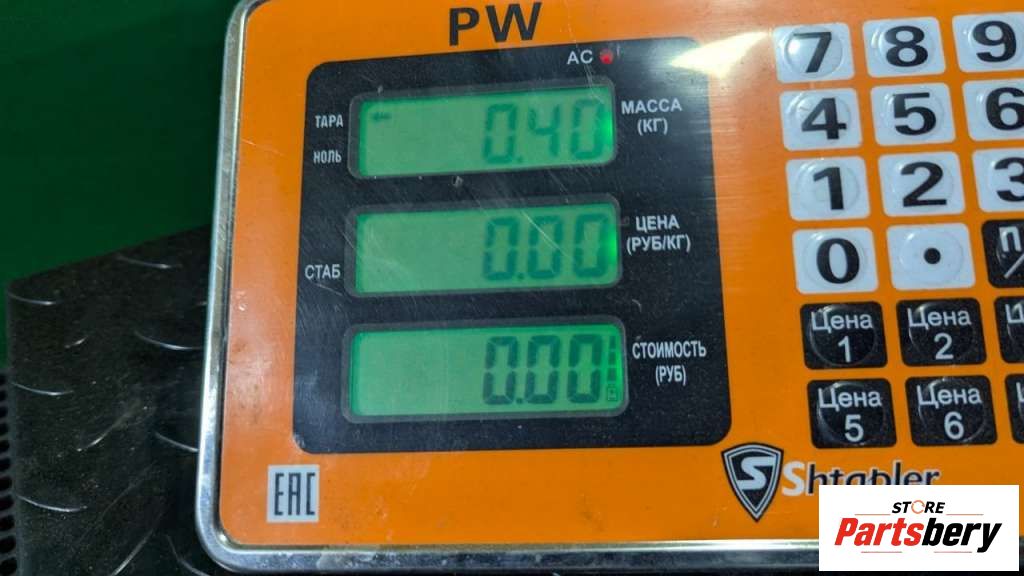 PW
AC
ТАРА
НОЛЬ
0.40
МАССА
(КГ)
СТАБ
0.00
ЦЕНА
(РУБ/КГ)
0.00
СТОИМОСТЬ
(РУБ)
7 8 9
4 5 6
1 2 3
0 .
Цена 1
Цена 2
Цена 5
Цена 6
EAC
S Shtapler
STORE
Partsbery